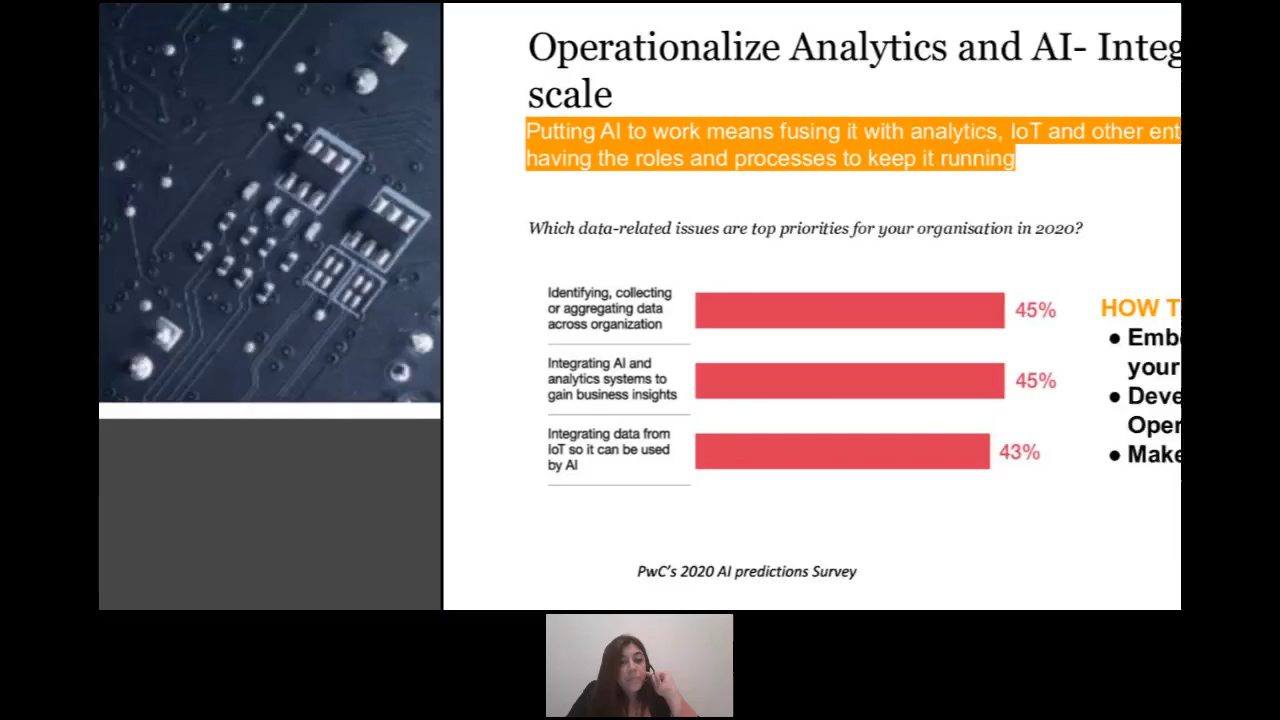 Operationalize Analytics and AI- Integ
scale
Putting AI to work means fusing it with analytics, IoT and other ent
having the roles and processes to keep it running
Which data-related issues are top priorities for your organisation in 2020?
Identifying, collecting
or aggregating data
across organization
45%
Integrating AI and
analytics systems to
gain business insights
45%
Integrating data from
IoT so it can be used
by AI
43%
HOW T
● Emb
your
● Deve
Oper
● Make
PwC's 2020 AI predictions Survey